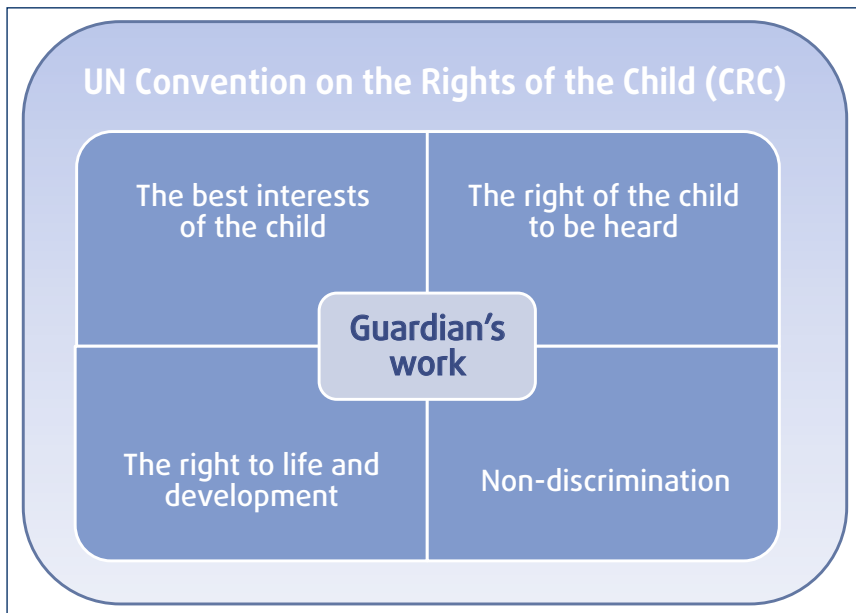 UN Convention on the Rights of the Child (CRC)
The best interests
of the child
The right of the child
to be heard
Guardian’s
work
The right to life and
development
Non-discrimination